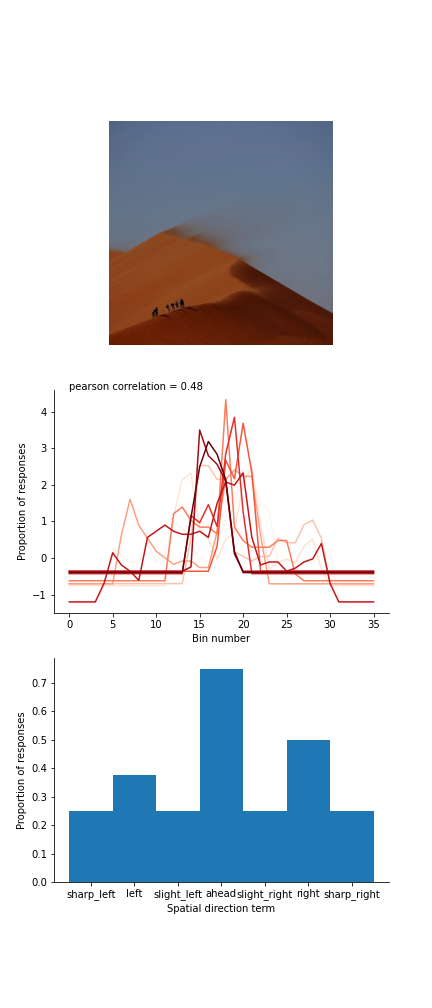 pearson correlation = 0.48
Proportion of responses
4
3
2
1
0
−1
0 5 10 15 20 25 30 35
Bin number
Proportion of responses
0.7
0.6
0.5
0.4
0.3
0.2
0.1
0.0
sharp_left left slight_left ahead slight_right right sharp_right
Spatial direction term